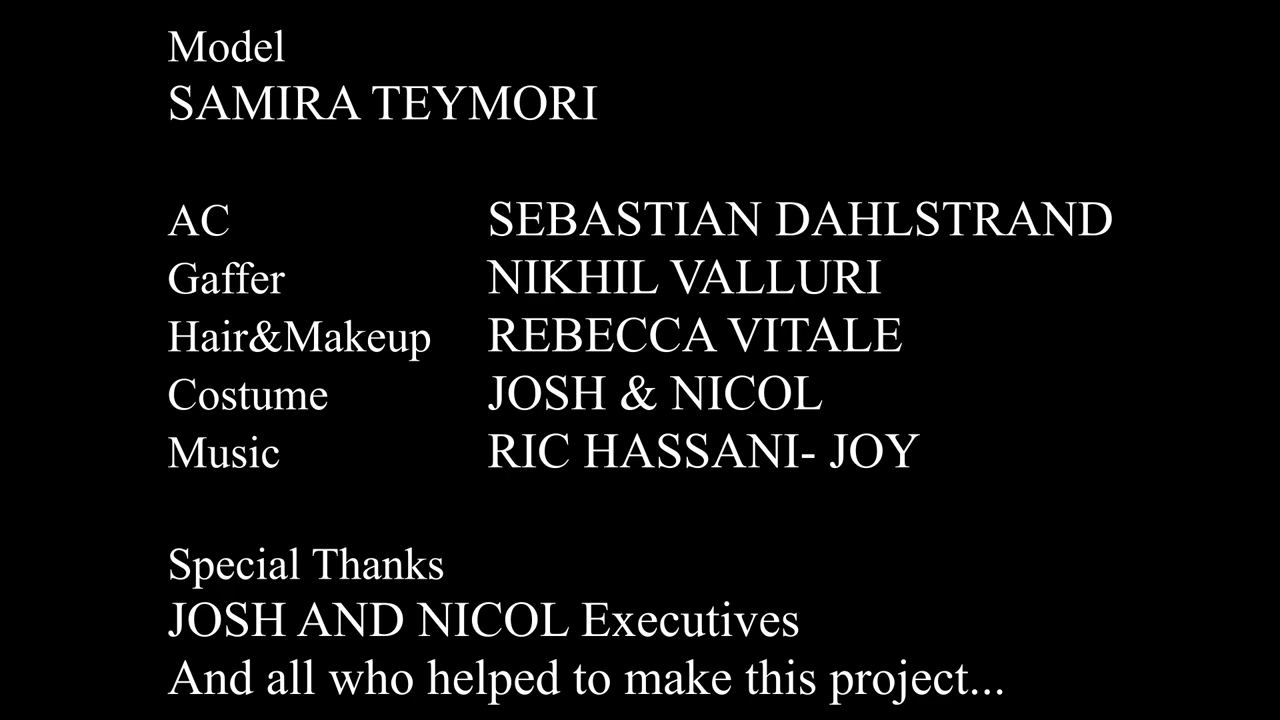 Model
SAMIRA TEYMORI
AC SEBASTIAN DAHLSTRAND
Gaffer NIKHIL VALLURI
Hair&Makeup REBECCA VITALE
Costume JOSH & NICOL
Music RIC HASSANI- JOY
Special Thanks
JOSH AND NICOL Executives
And all who helped to make this project...